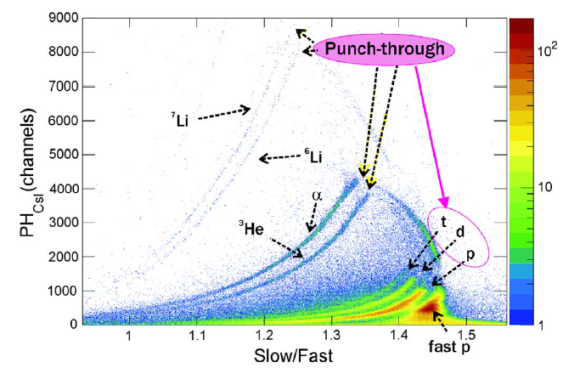 9000
8000
7000
6000
5000
4000
3000
2000
1000
0
PH_CsI (channels)
Punch-through
⁷Li
⁶Li
α
³He
t
d
p
fast p
1
1.1
1.2
1.3
1.4
1.5
Slow/Fast
10²
10
1